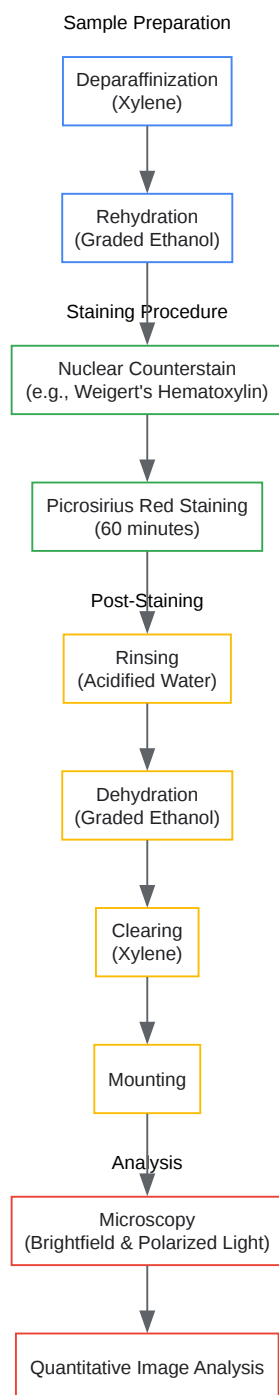 Sample Preparation
Deparaffinization
(Xylene)
Rehydration
(Graded Ethanol)
Staining Procedure
Nuclear Counterstain
(e.g., Weigert's Hematoxylin)
Picrosirius Red Staining
(60 minutes)
Post-Staining
Rinsing
(Acidified Water)
Dehydration
(Graded Ethanol)
Clearing
(Xylene)
Mounting
Analysis
Microscopy
(Brightfield & Polarized Light)
Quantitative Image Analysis